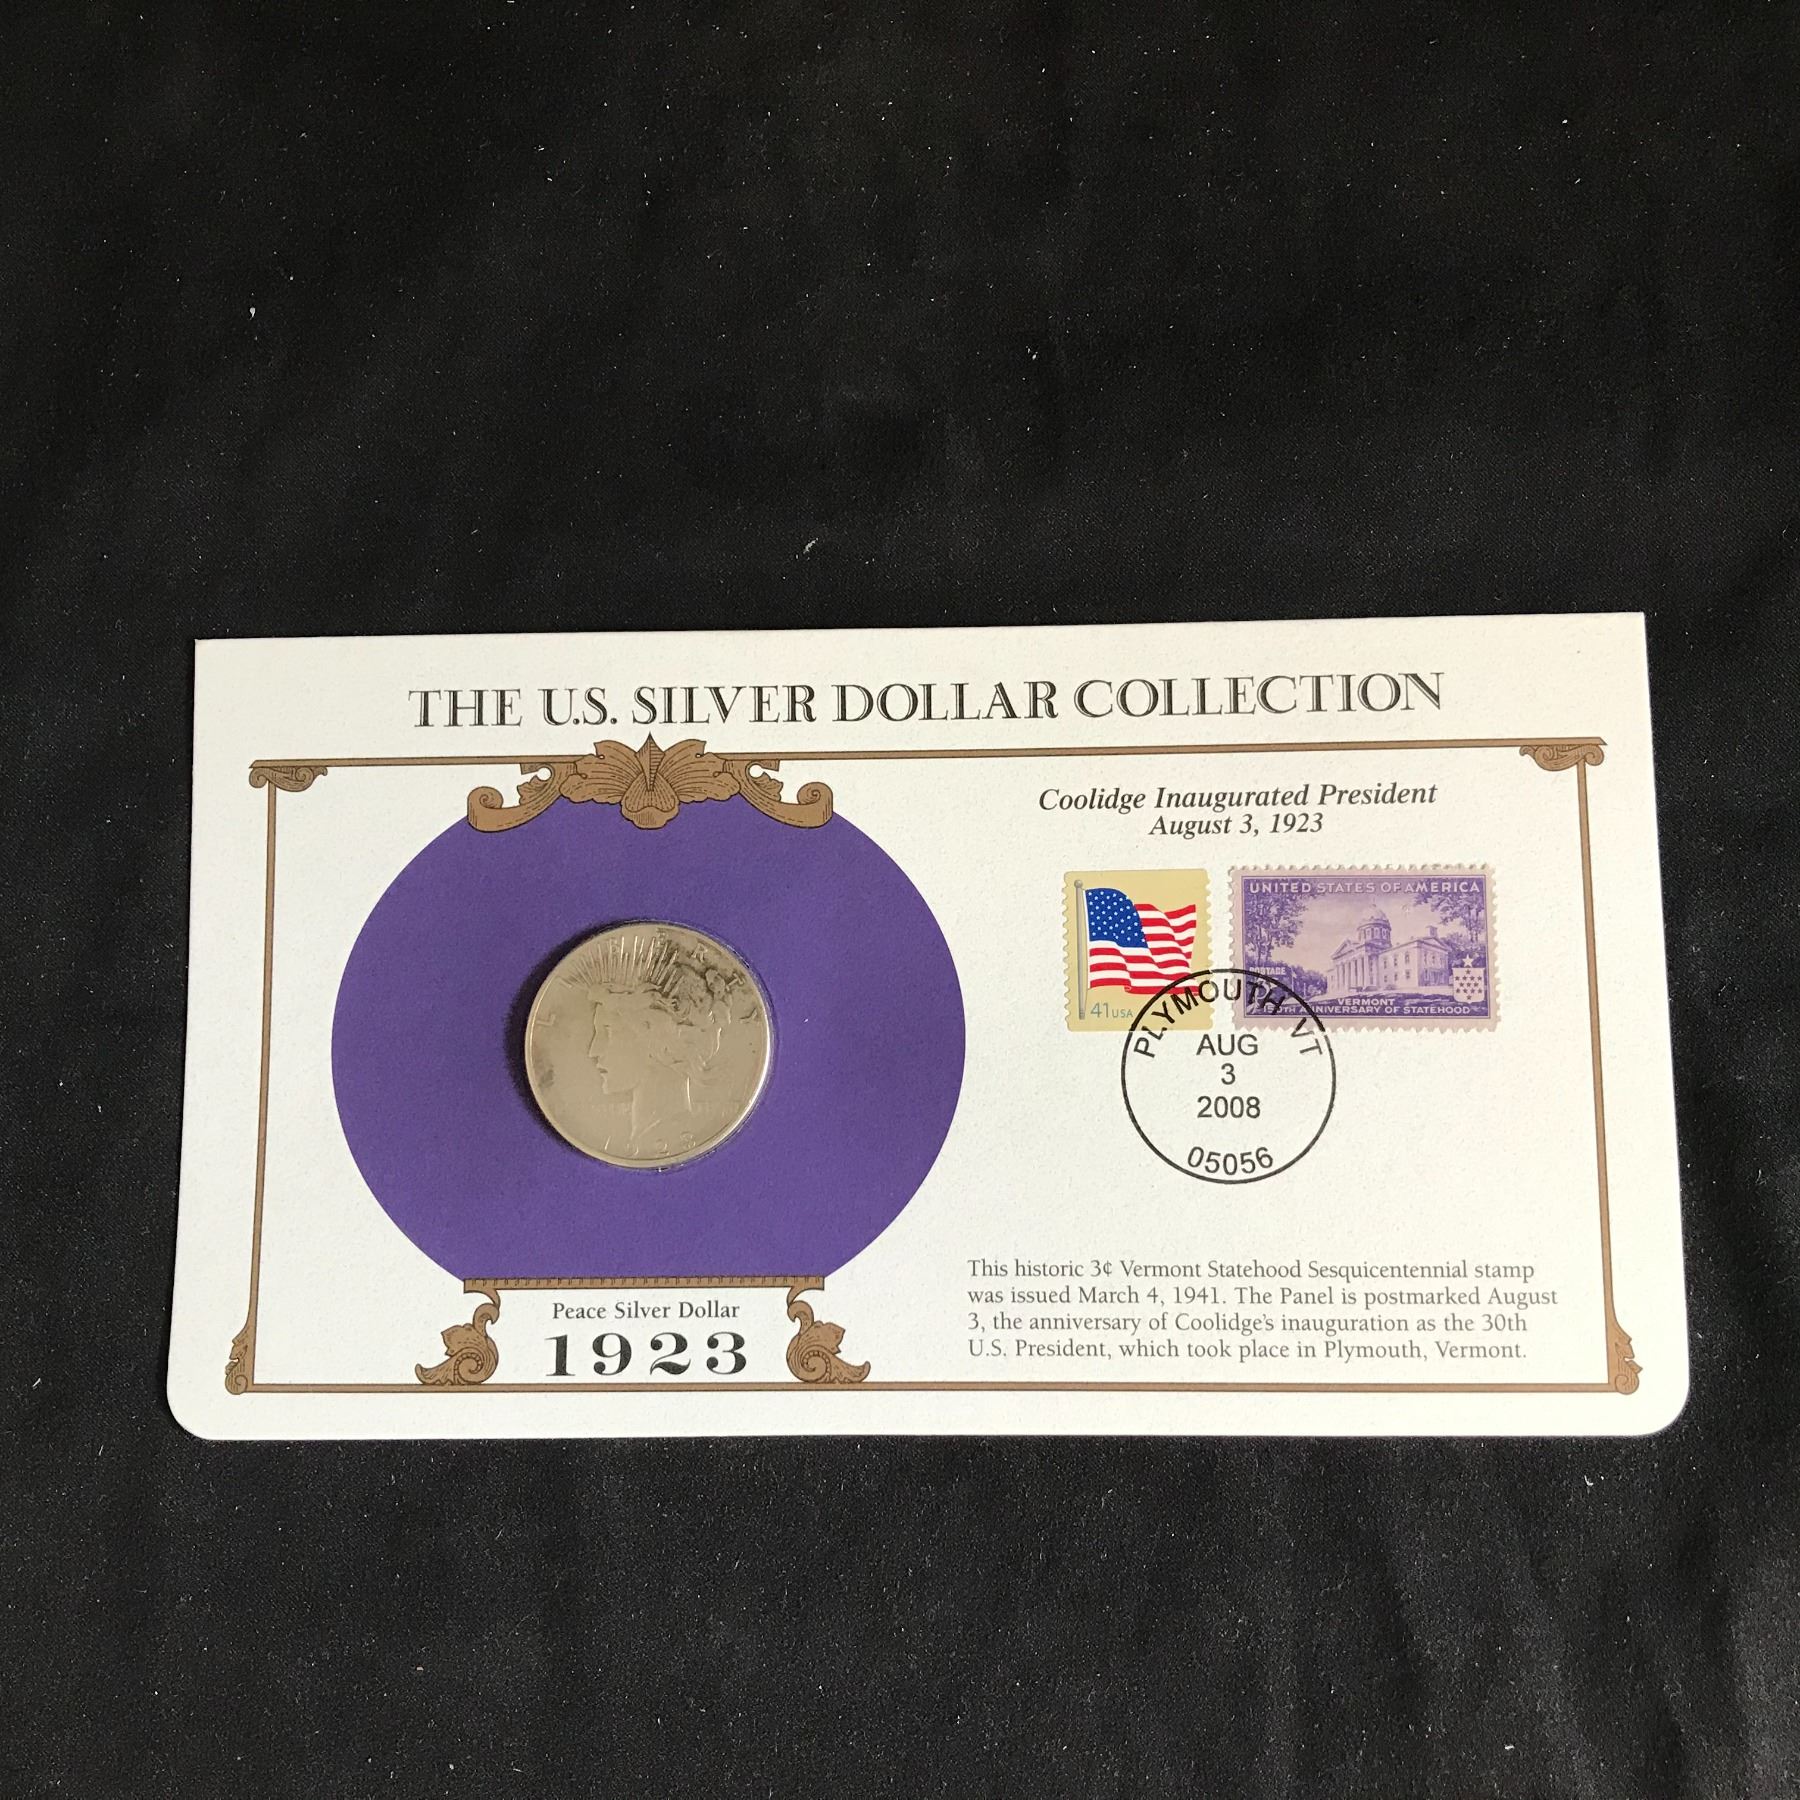 THE U.S. SILVER DOLLAR COLLECTION
Coolidge Inaugurated President
August 3, 1923
UNITED STATES OF AMERICA
POSTAGE
VERMONT
150TH ANNIVERSARY OF STATEHOOD
41 USA
PLYMOUTH VT
AUG
3
2008
05056
LIBERTY
1923
Peace Silver Dollar
1923
This historic 3¢ Vermont Statehood Sesquicentennial stamp
was issued March 4, 1941. The Panel is postmarked August
3, the anniversary of Coolidge's inauguration as the 30th
U.S. President, which took place in Plymouth, Vermont.